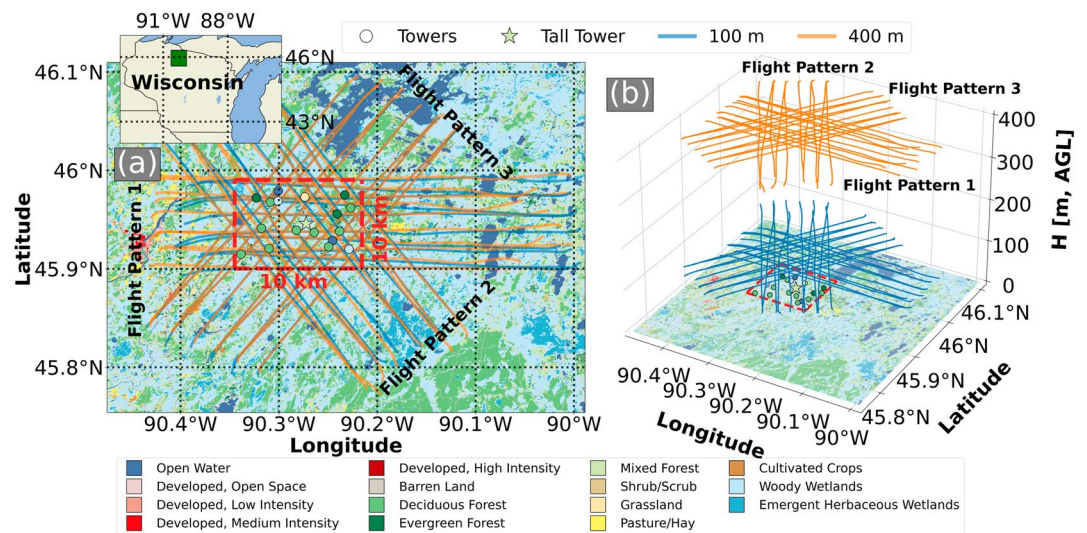 91°W 88°W
46°N
43°N
Wisconsin
Towers Tall Tower 100 m 400 m
(a)
46.1°N
46°N
45.9°N
45.8°N
Latitude
90.4°W 90.3°W 90.2°W 90.1°W 90°W
Longitude
Flight Pattern 1
Flight Pattern 2
Flight Pattern 3
10 km
10 km
(b)
Flight Pattern 2
Flight Pattern 3
Flight Pattern 1
400
300
200
100
0
H [m, AGL]
46.1°N
46°N
45.9°N
45.8°N
Latitude
90.4°W
90.3°W
90.2°W
90.1°W
90°W
Longitude
Open Water
Developed, Open Space
Developed, Low Intensity
Developed, Medium Intensity
Developed, High Intensity
Barren Land
Deciduous Forest
Evergreen Forest
Mixed Forest
Shrub/Scrub
Grassland
Pasture/Hay
Cultivated Crops
Woody Wetlands
Emergent Herbaceous Wetlands